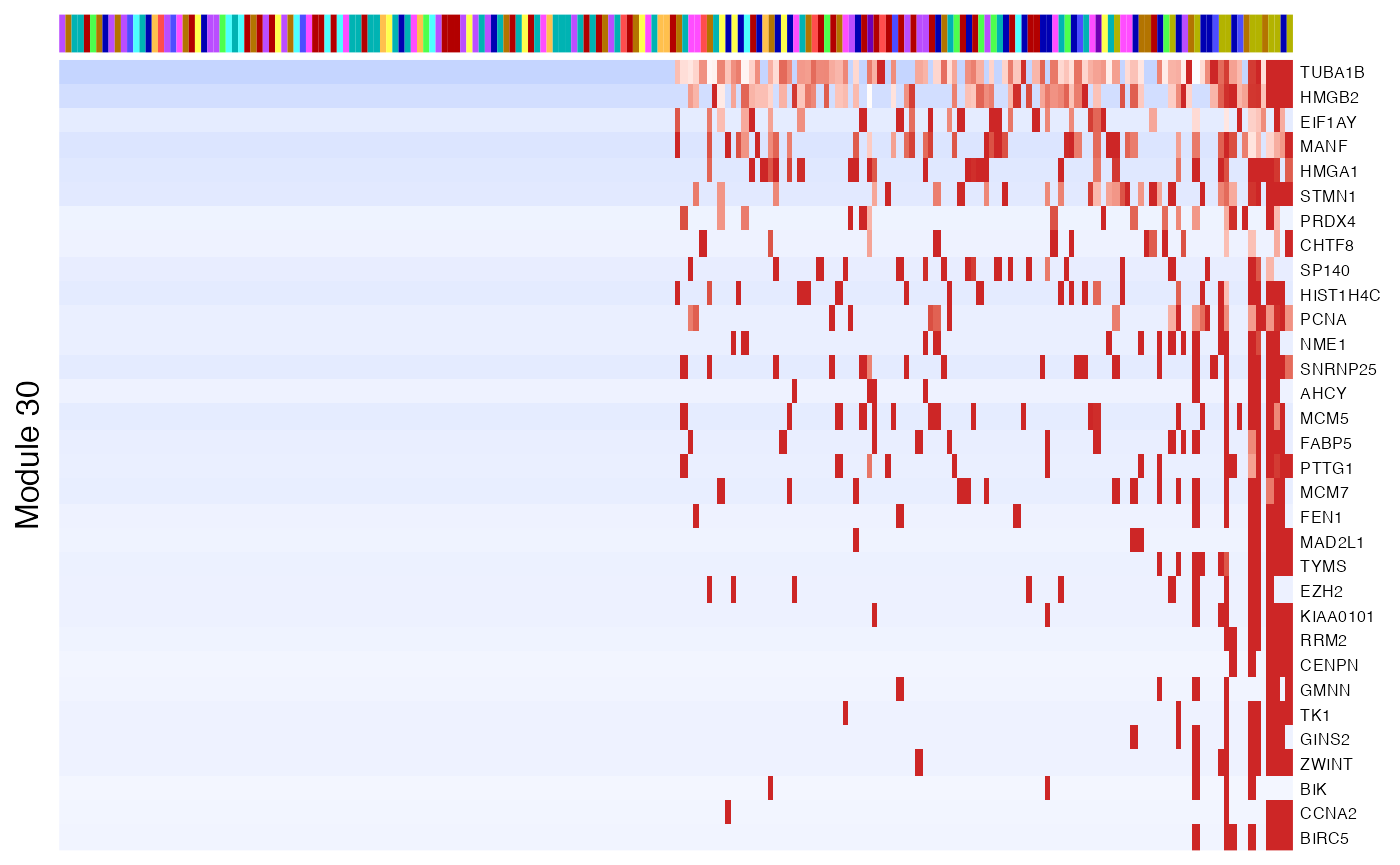 Module 30
TUBA1B
HMGB2
EIF1AY
MANF
HMGA1
STMN1
PRDX4
CHTF8
SP140
HIST1H4C
PCNA
NME1
SNRNP25
AHCY
MCM5
FABP5
PTTG1
MCM7
FEN1
MAD2L1
TYMS
EZH2
KIAA0101
RRM2
CENPN
GMNN
TK1
GINS2
ZWINT
BIK
CCNA2
BIRC5